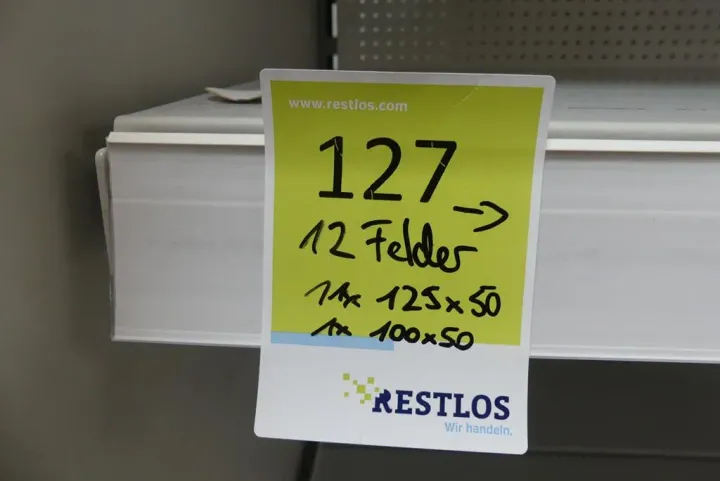 www.restlos.com
127
→
12 Felder
11x 125x50
1x 100x50
RESTLOS
Wir handeln.